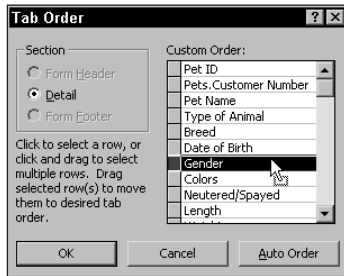 Tab Order
Section
Form Header
Detail
Form Footer
Click to select a row, or
click and drag to select
multiple rows. Drag
selected row(s) to move
them to desired tab
order.
Custom Order:
Pet ID
Pets.Customer Number
Pet Name
Type of Animal
Breed
Date of Birth
Gender
Colors
Neutered/Spayed
Length
OK
Cancel
Auto Order